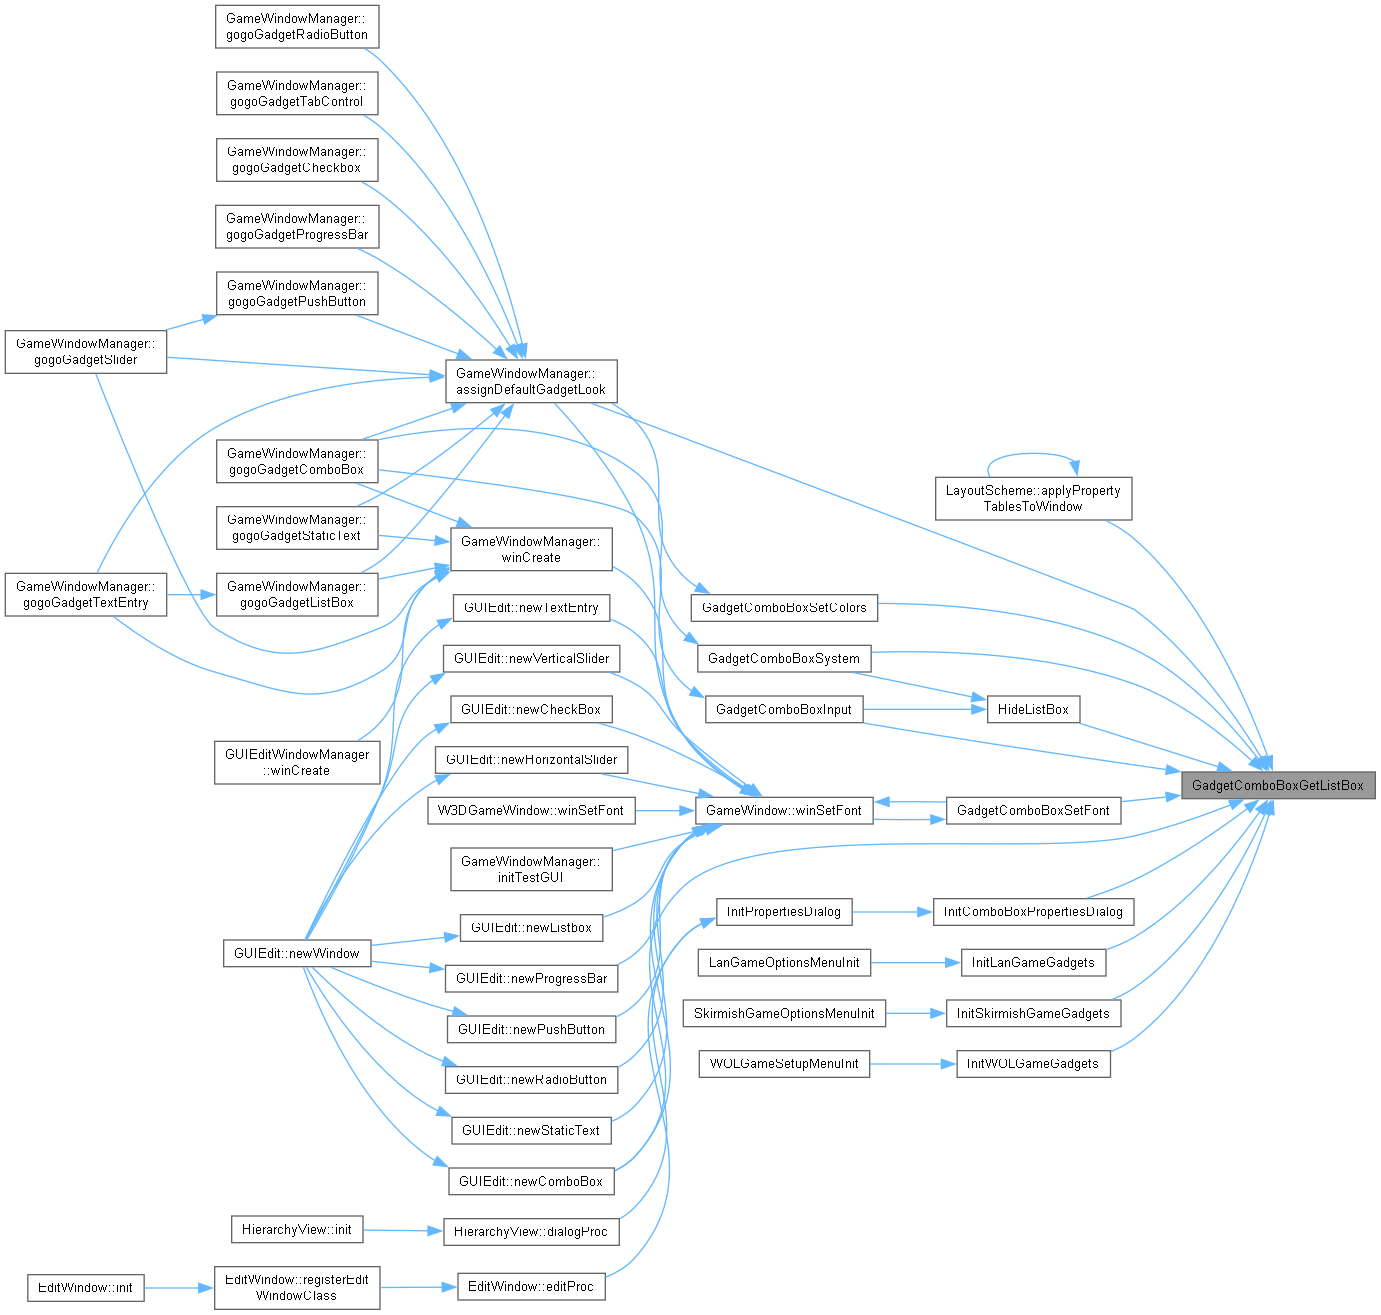 GameWindowManager::
gogoGadgetRadioButton
GameWindowManager::
gogoGadgetTabControl
GameWindowManager::
gogoGadgetCheckbox
GameWindowManager::
gogoGadgetProgressBar
GameWindowManager::
gogoGadgetPushButton
GameWindowManager::
gogoGadgetSlider
GameWindowManager::
assignDefaultGadgetLook
GameWindowManager::
gogoGadgetComboBox
LayoutScheme::applyProperty
TablesToWindow
GameWindowManager::
gogoGadgetStaticText
GameWindowManager::
winCreate
GameWindowManager::
gogoGadgetTextEntry
GameWindowManager::
gogoGadgetListBox
GUIEdit::newTextEntry
GadgetComboBoxSetColors
GUIEdit::newVerticalSlider
GadgetComboBoxSystem
GUIEdit::newCheckBox
GadgetComboBoxInput
HideListBox
GUIEditWindowManager
::winCreate
GUIEdit::newHorizontalSlider
GadgetComboBoxGetListBox
W3DGameWindow::winSetFont
GameWindow::winSetFont
GadgetComboBoxSetFont
GameWindowManager::
initTestGUI
GUIEdit::newListbox
InitPropertiesDialog
InitComboBoxPropertiesDialog
GUIEdit::newWindow
LanGameOptionsMenuInit
InitLanGameGadgets
GUIEdit::newProgressBar
SkirmishGameOptionsMenuInit
InitSkirmishGameGadgets
GUIEdit::newPushButton
WOLGameSetupMenuInit
InitWOLGameGadgets
GUIEdit::newRadioButton
GUIEdit::newStaticText
GUIEdit::newComboBox
HierarchyView::init
HierarchyView::dialogProc
EditWindow::init
EditWindow::registerEdit
WindowClass
EditWindow::editProc